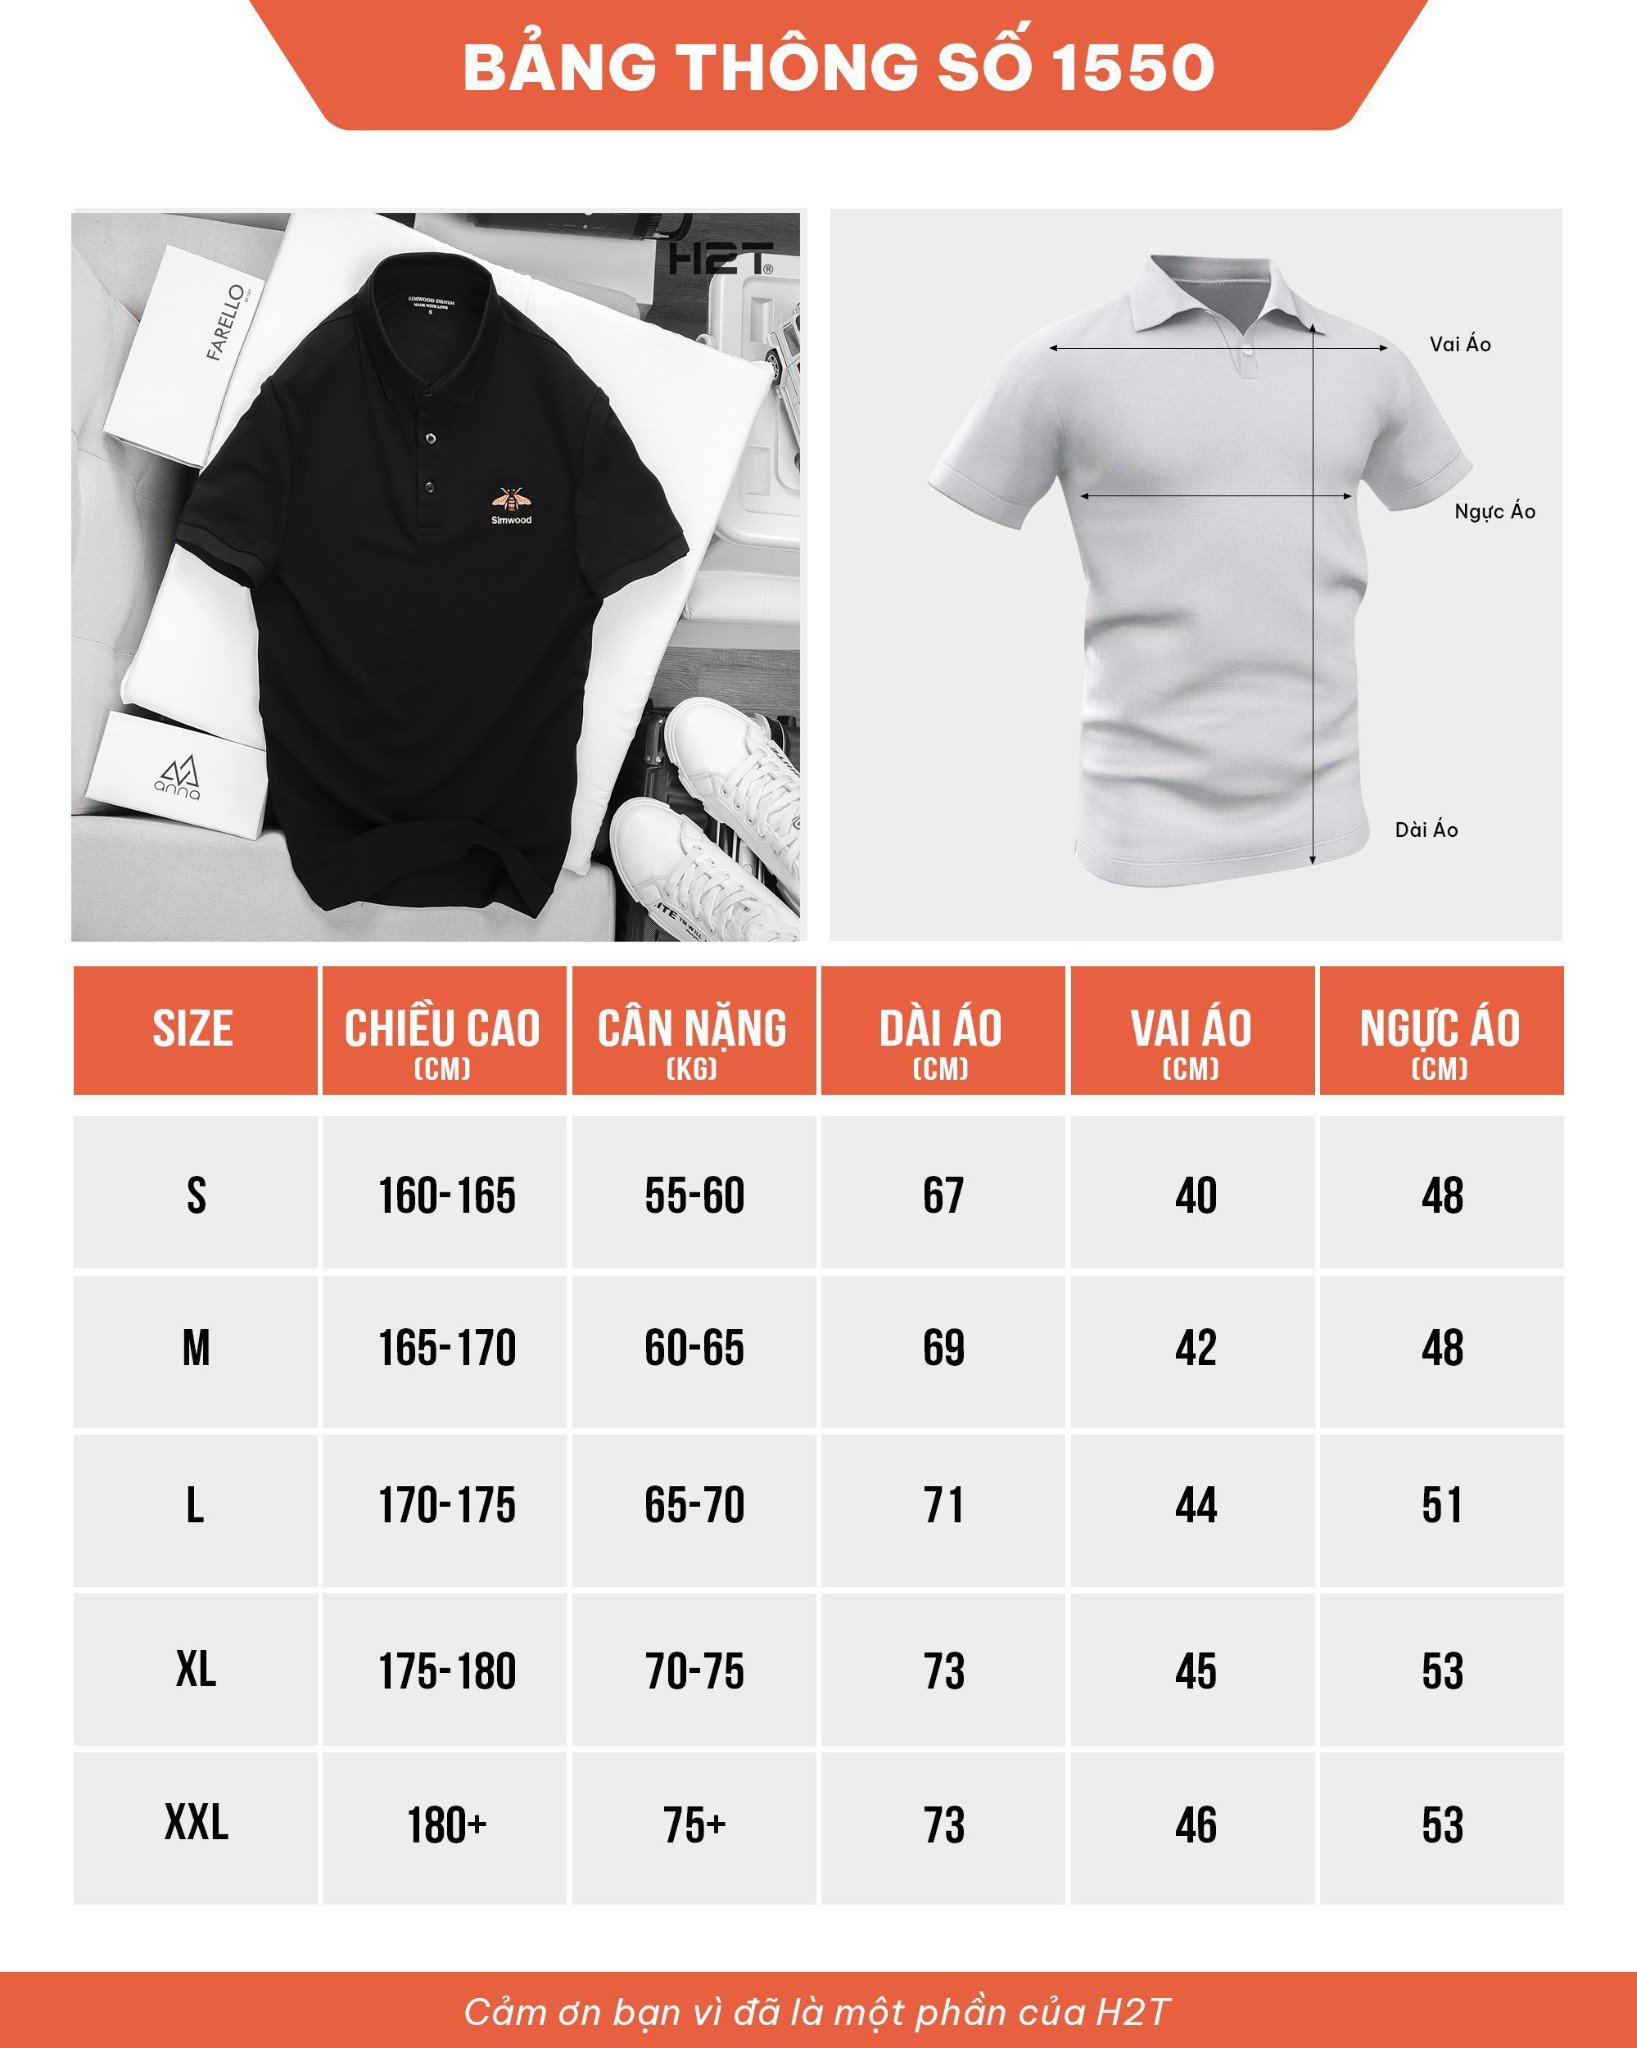 BẢNG THÔNG SỐ 1550
H2T®
FARELLO
SIMWOOD DENIM
MADE WITH LOVE
S
Simwood
anna
Vai Áo
Ngực Áo
Dài Áo
SIZE CHIỀU CAO (CM) CÂN NẶNG (KG) DÀI ÁO (CM) VAI ÁO (CM) NGỰC ÁO (CM)
S 160-165 55-60 67 40 48
M 165-170 60-65 69 42 48
L 170-175 65-70 71 44 51
XL 175-180 70-75 73 45 53
XXL 180+ 75+ 73 46 53
Cảm ơn bạn vì đã là một phần của H2T